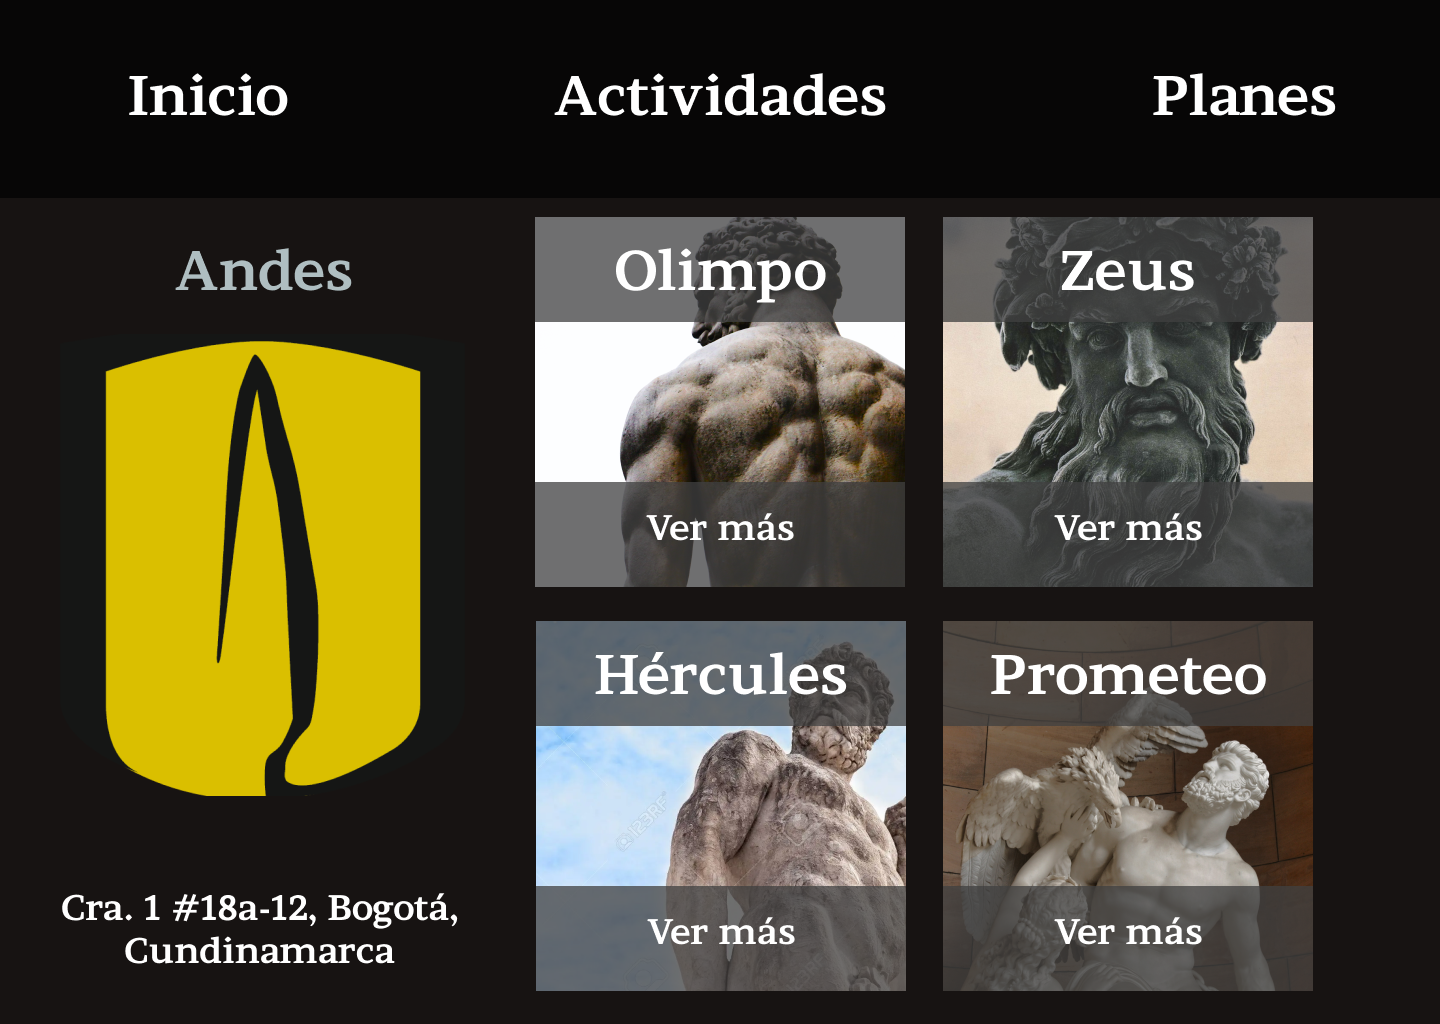 Inicio
Actividades
Planes
Andes
Cra. 1 #18a-12, Bogotá,
Cundinamarca
Olimpo
Ver más
Zeus
Ver más
Hércules
123RF
Ver más
Prometeo
Ver más